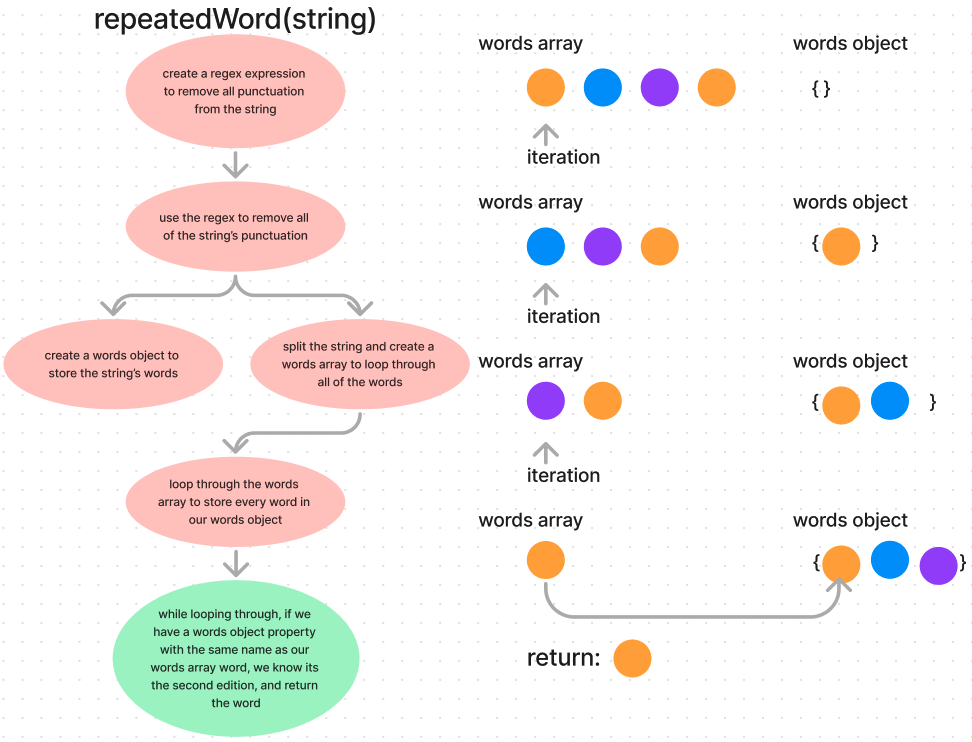 repeatedWord(string)
create a regex expression
to remove all punctuation
from the string
use the regex to remove all
of the string's punctuation
create a words object to
store the string's words
split the string and create a
words array to loop through
all of the words
loop through the words
array to store every word in
our words object
while looping through, if we
have a words object property
with the same name as our
words array word, we know its
the second edition, and return
the word
words array
words object
{ }
iteration
words array
words object
{ }
iteration
words array
words object
{ }
iteration
words array
words object
{ }
return: